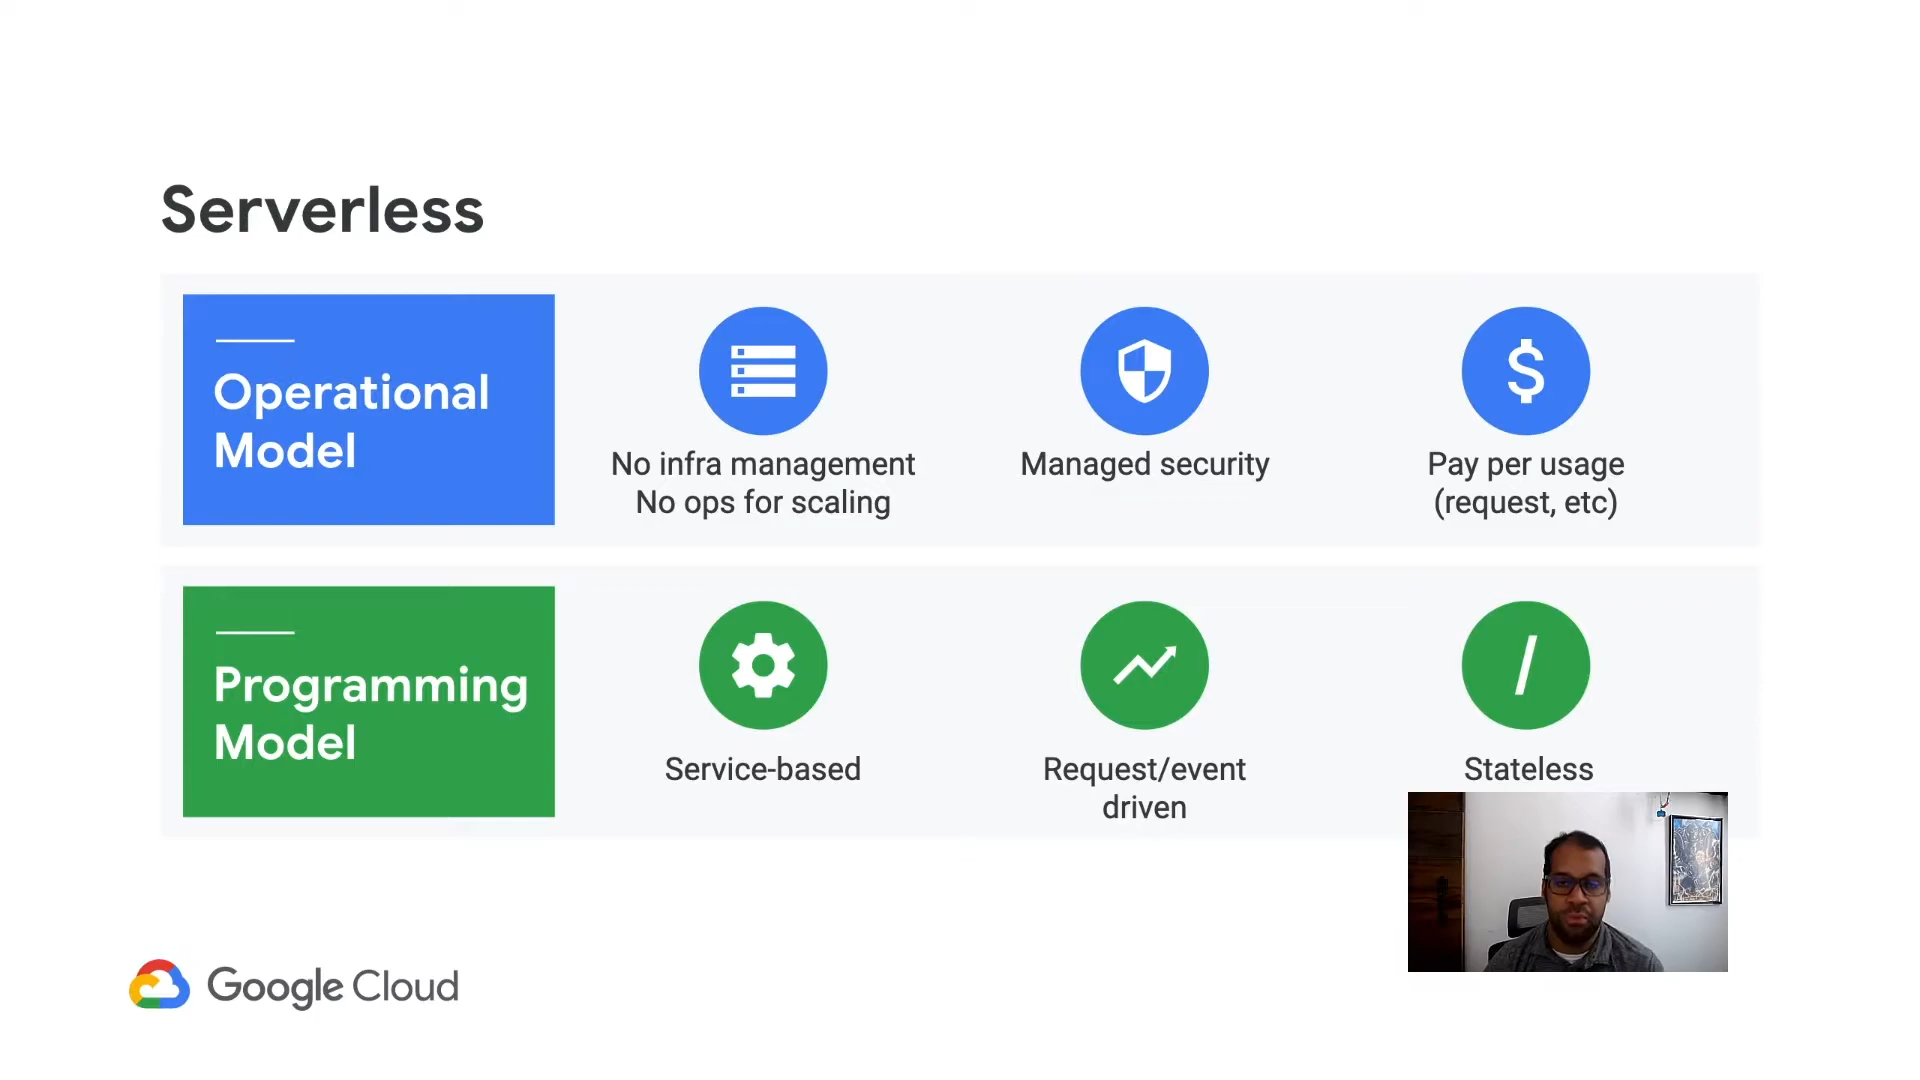 Serverless
Operational
Model
No infra management
No ops for scaling
Managed security
Pay per usage
(request, etc)
Programming
Model
Service-based
Request/event
driven
Stateless
Google Cloud